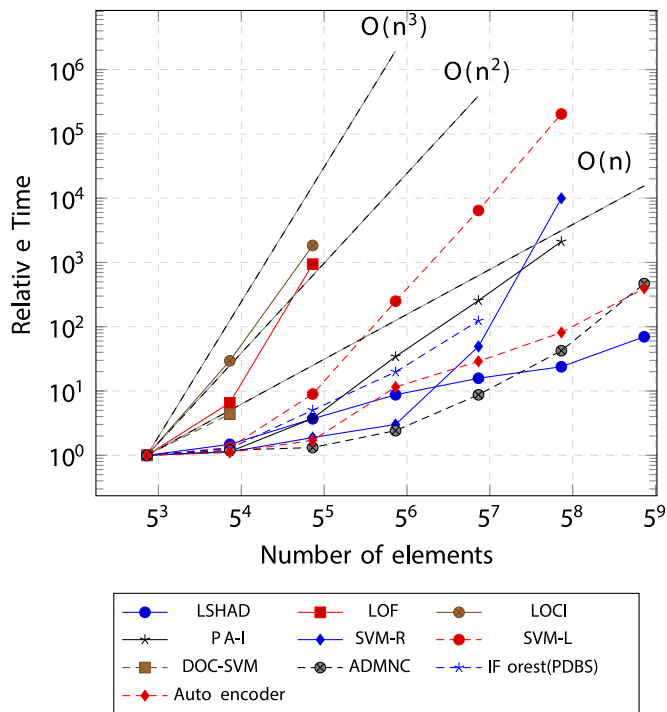 O(n³)
O(n²)
O(n)
10⁶
10⁵
10⁴
10³
10²
10¹
10⁰
Relativ e Time
5³ 5⁴ 5⁵ 5⁶ 5⁷ 5⁸ 5⁹
Number of elements
LSHAD LOF LOCI
P A-I SVM-R SVM-L
DOC-SVM ADMNC IF orest(PDBS)
Auto encoder